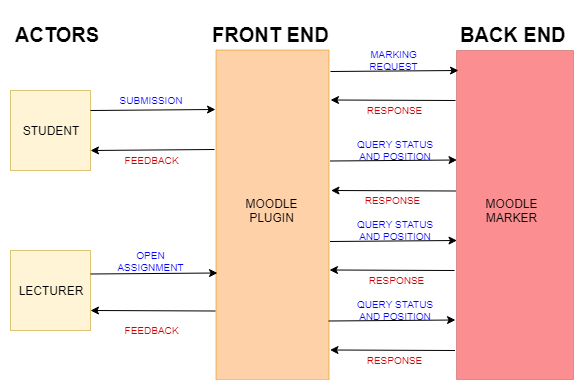 ACTORS
FRONT END
BACK END
MARKING
REQUEST
SUBMISSION
RESPONSE
STUDENT
QUERY STATUS
AND POSITION
FEEDBACK
RESPONSE
MOODLE
PLUGIN
MOODLE
MARKER
QUERY STATUS
AND POSITION
OPEN
ASSIGNMENT
RESPONSE
LECTURER
QUERY STATUS
AND POSITION
FEEDBACK
RESPONSE